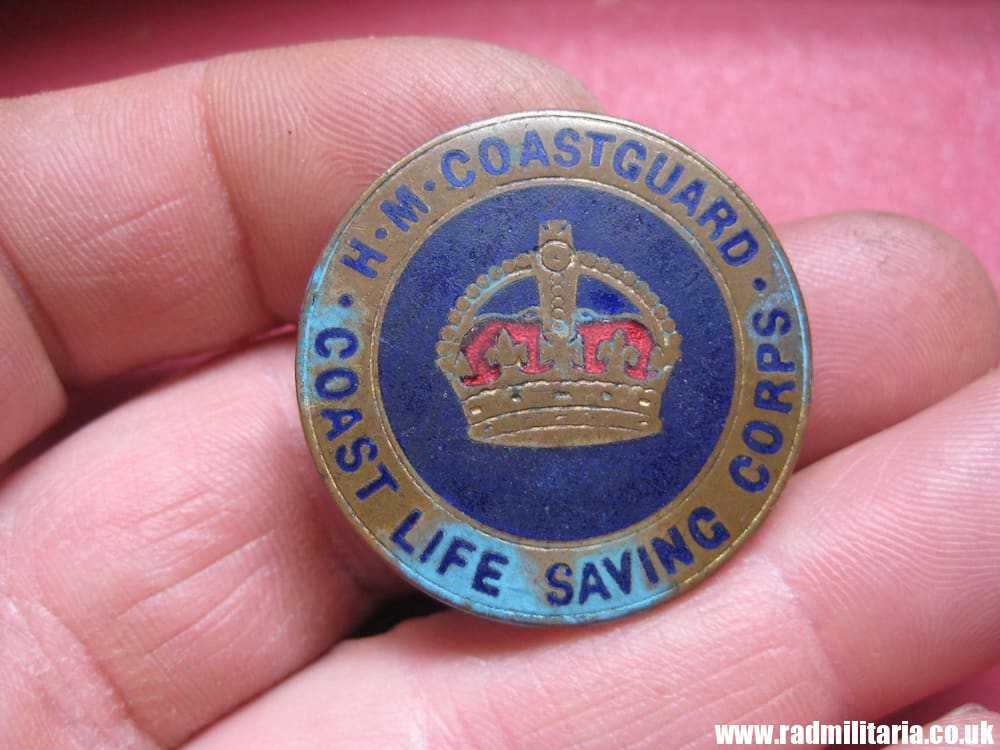 H·M·COASTGUARD·
COAST LIFE SAVING CORPS·
www.radmilitaria.co.uk